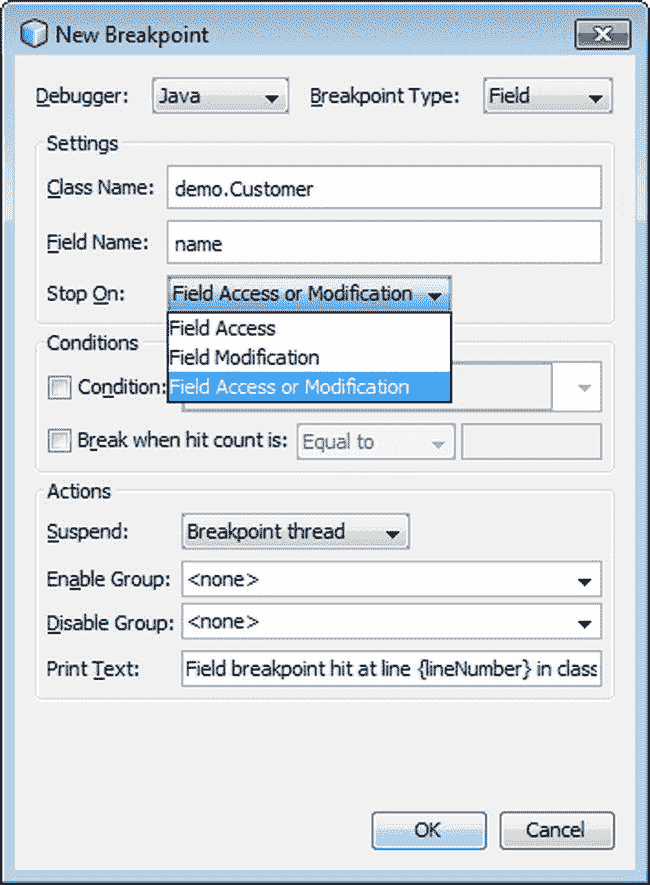 New Breakpoint
Debugger: Java Breakpoint Type: Field
Settings
Class Name: demo.Customer
Field Name: name
Stop On: Field Access or Modification
Field Access
Field Modification
Conditions
Condition: Field Access or Modification
Break when hit count is: Equal to
Actions
Suspend: Breakpoint thread
Enable Group: <none>
Disable Group: <none>
Print Text: Field breakpoint hit at line {lineNumber} in class
OK Cancel